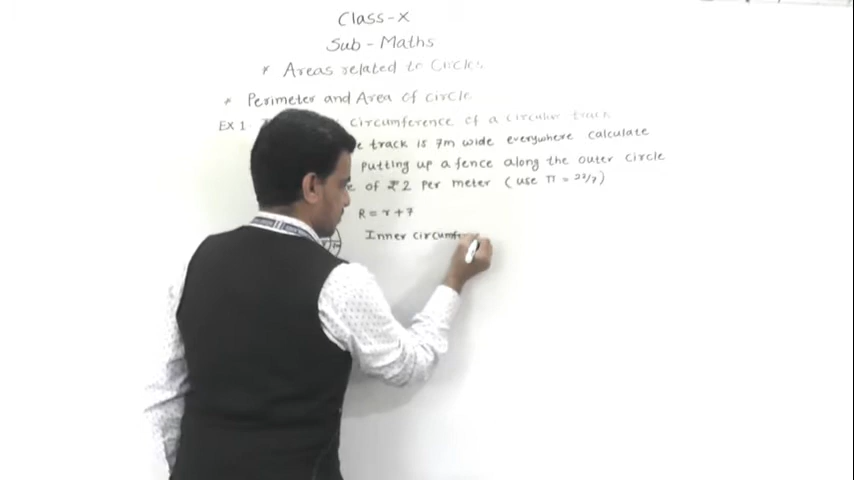 Class-X
Sub - Maths
* Areas related to Circles
* Perimeter and Area of circle
EX 1. circumference of a circular track
track is 7m wide everywhere calculate
putting up a fence along the outer circle
of ₹2 per meter (use π = 22/7)
R = r + 7
Inner circumfe